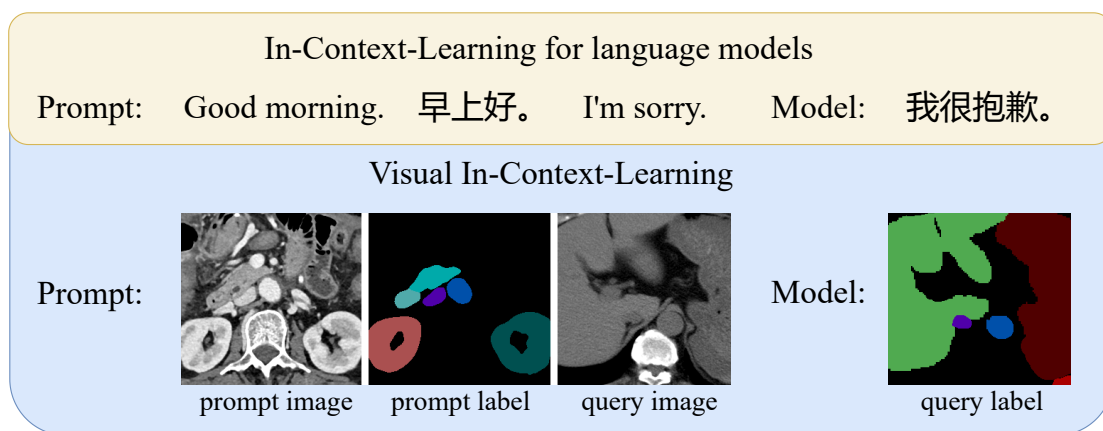 In-Context-Learning for language models
Prompt: Good morning. 早上好。 I'm sorry. Model: 我很抱歉。
Visual In-Context-Learning
Prompt: Model:
prompt image prompt label query image query label